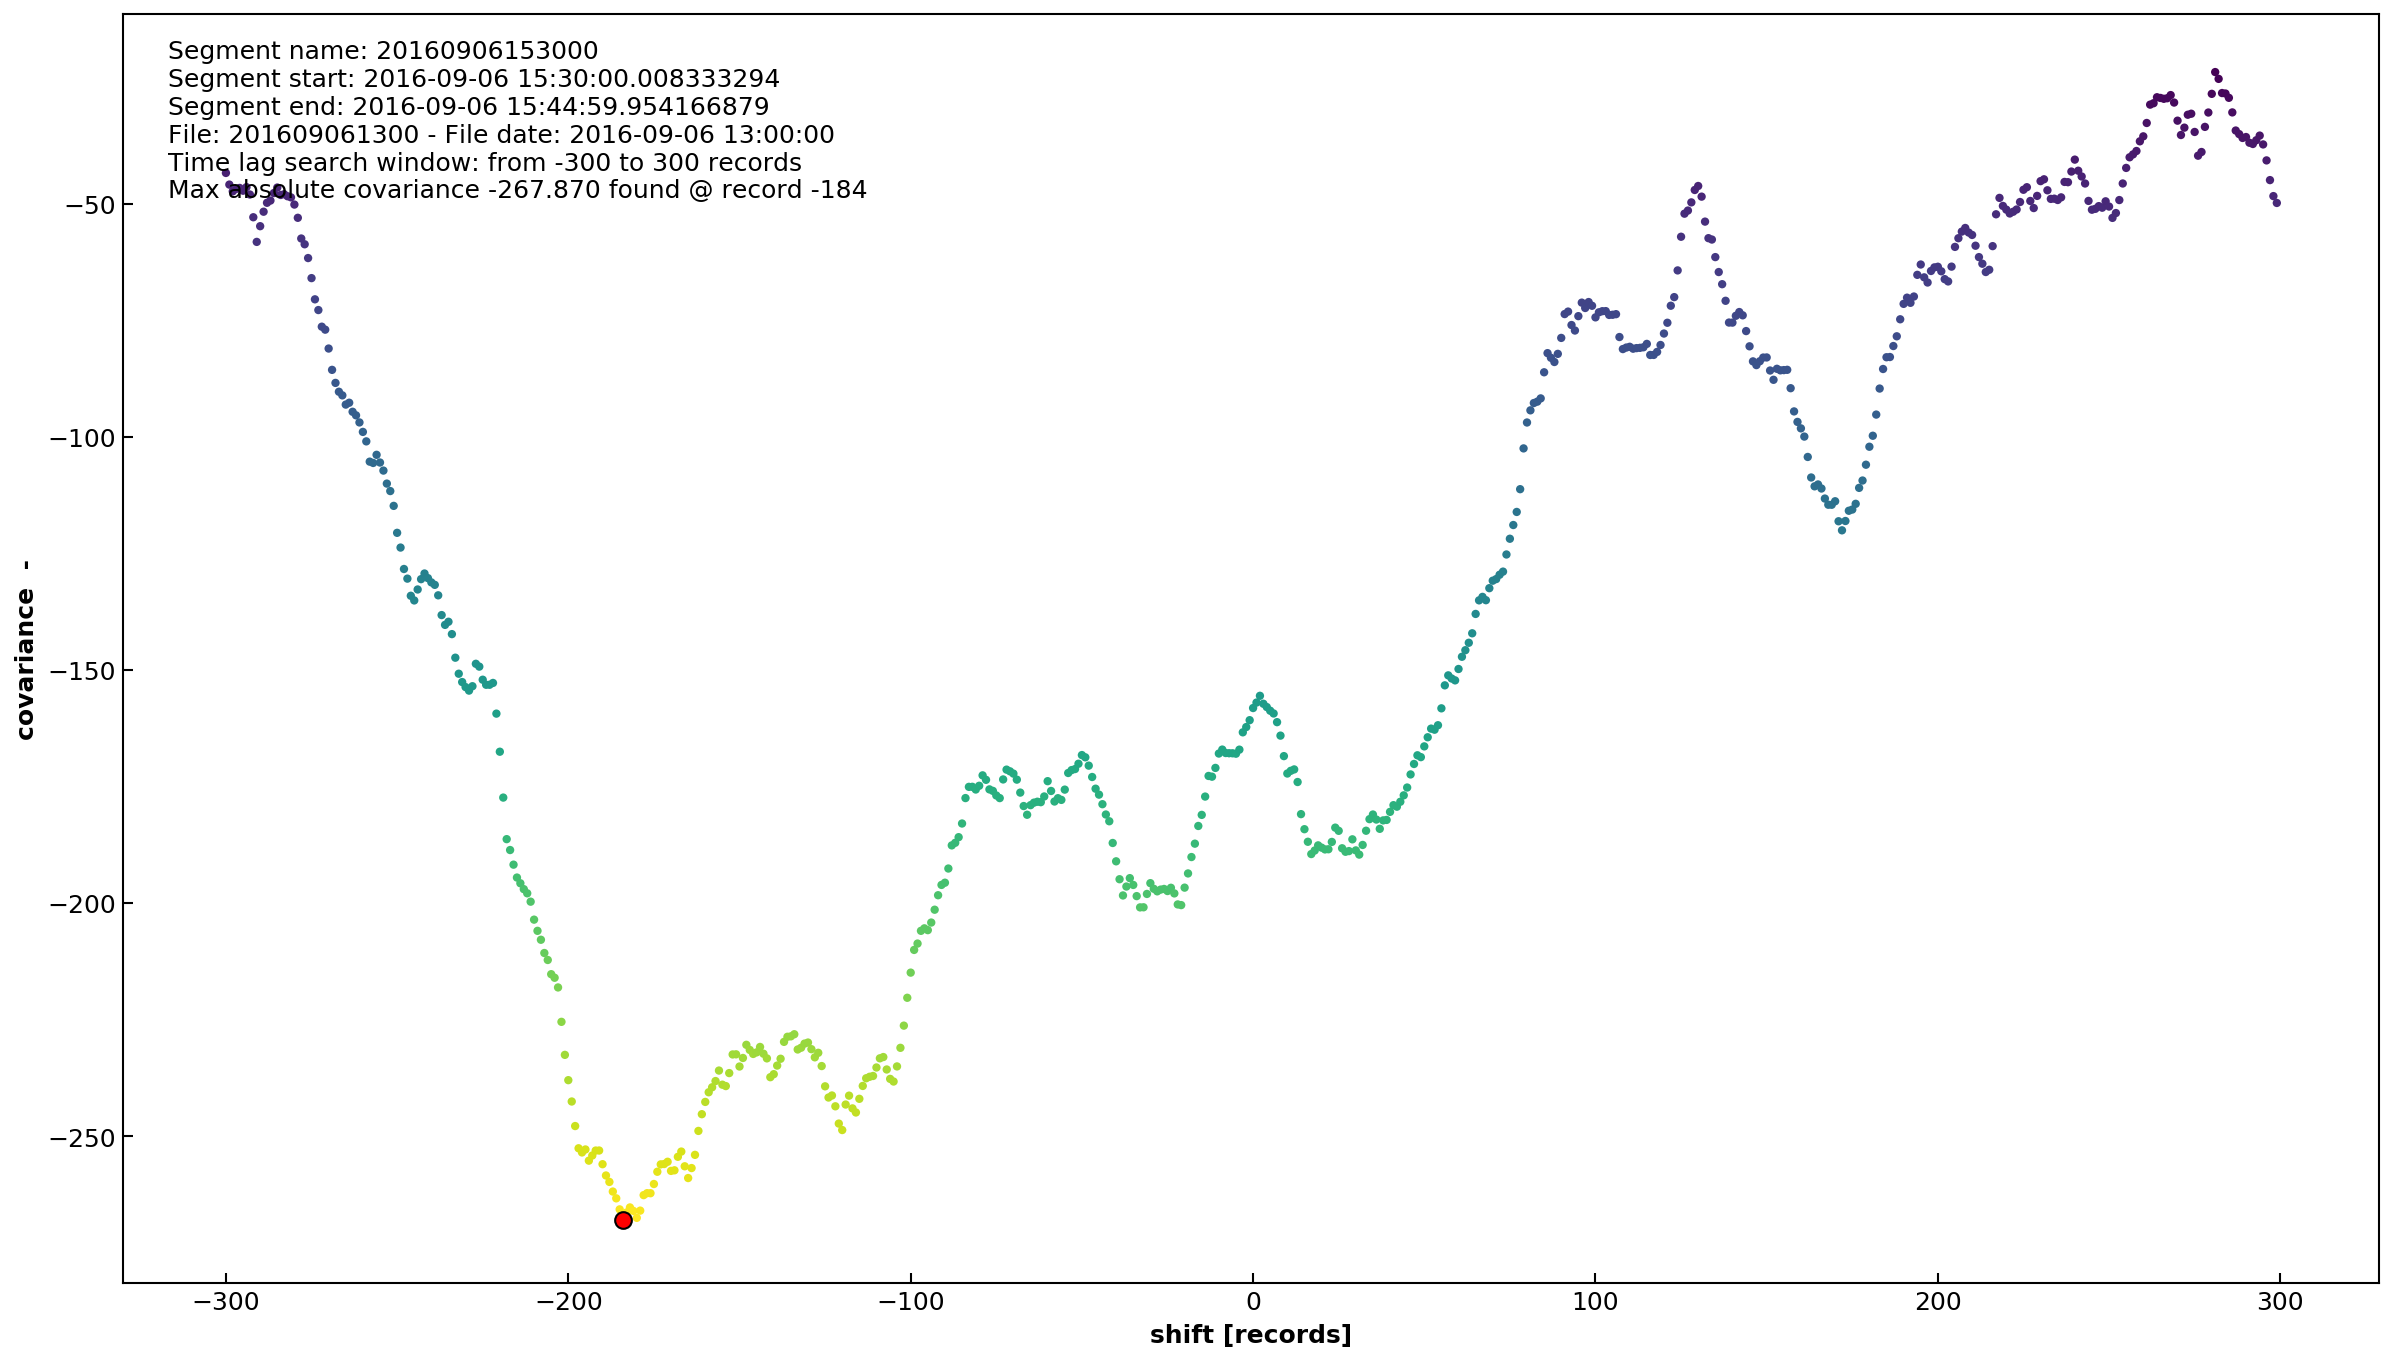 Segment name: 20160906153000
Segment start: 2016-09-06 15:30:00.008333294
Segment end: 2016-09-06 15:44:59.954166879
File: 201609061300 - File date: 2016-09-06 13:00:00
Time lag search window: from -300 to 300 records
Max absolute covariance -267.870 found @ record -184
−50
−100
−150
−200
−250
covariance -
−300 −200 −100 0 100 200 300
shift [records]